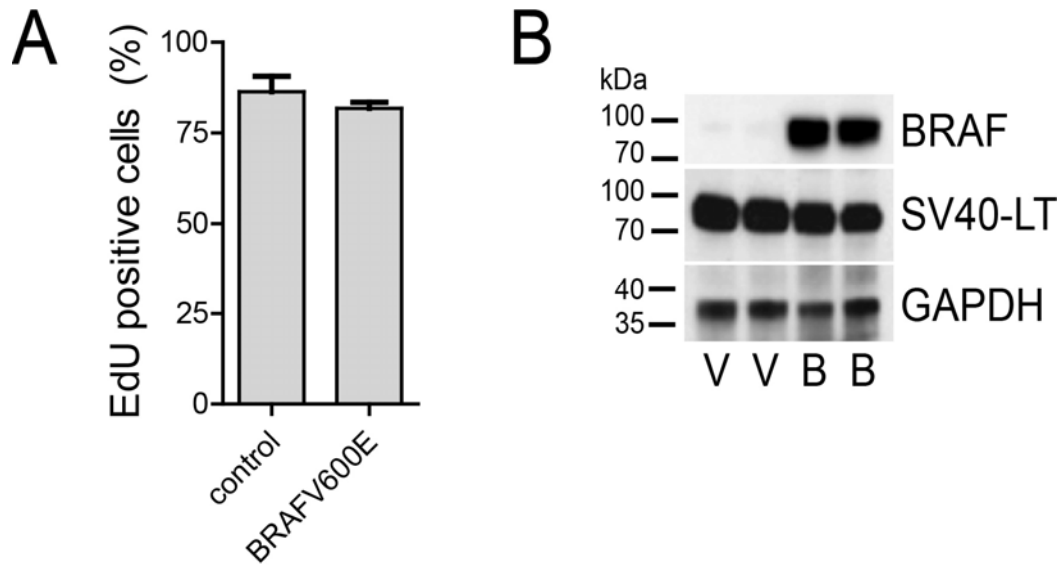 A
EdU positive cells (%)
100
75
50
25
0
control
BRAFV600E
B
kDa
100
70
BRAF
100
70
SV40-LT
40
35
GAPDH
V V B B